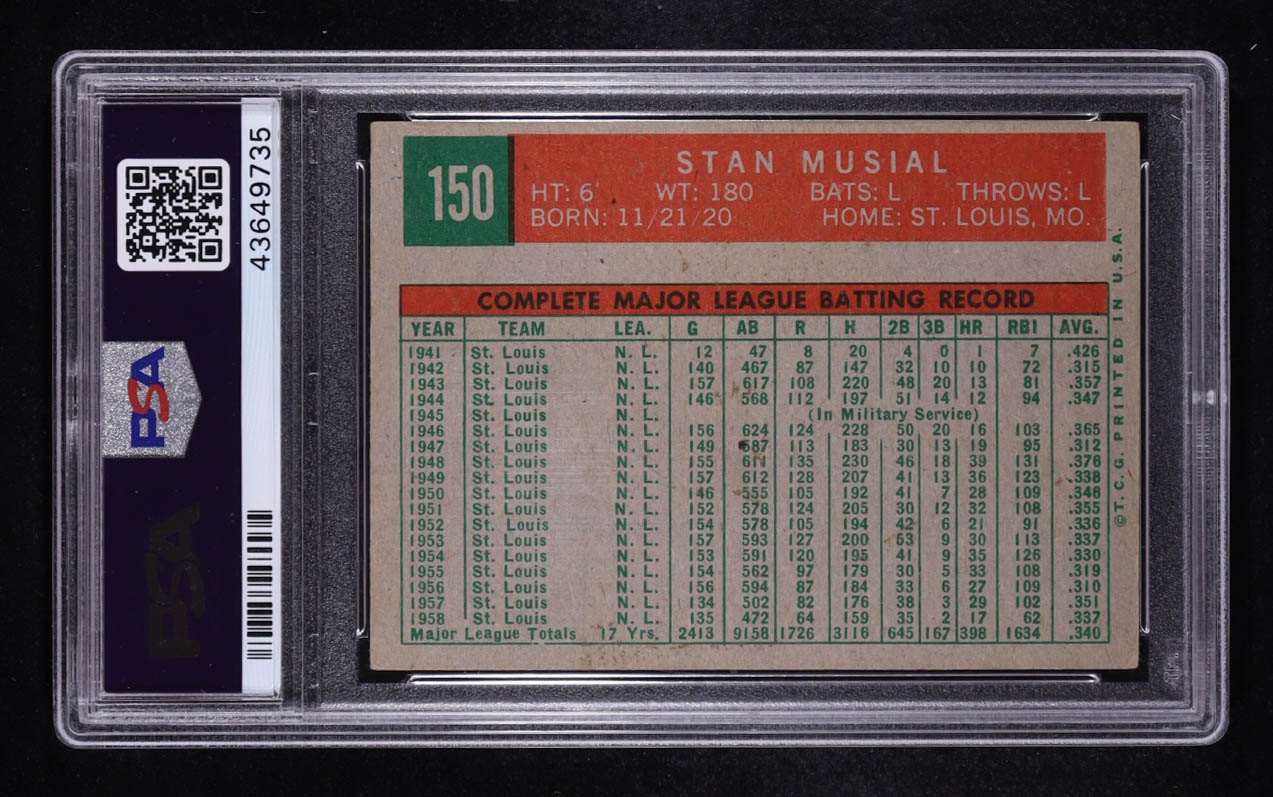 43649735
PSA
PSA
150
STAN MUSIAL
HT: 6' WT: 180 BATS: L THROWS: L
BORN: 11/21/20 HOME: ST. LOUIS, MO.
COMPLETE MAJOR LEAGUE BATTING RECORD
YEAR TEAM LEA. G AB R H 2B 3B HR RBI AVG.
1941 St. Louis N. L. 12 47 8 20 4 0 1 7 .426
1942 St. Louis N. L. 140 467 87 147 32 10 10 72 .315
1943 St. Louis N. L. 157 617 108 220 48 20 13 81 .357
1944 St. Louis N. L. 146 568 112 197 51 14 12 94 .347
1945 St. Louis N. L. (In Military Service)
1946 St. Louis N. L. 156 624 124 228 50 20 16 103 .365
1947 St. Louis N. L. 149 587 113 183 30 13 19 95 .312
1948 St. Louis N. L. 155 611 135 230 46 18 39 131 .376
1949 St. Louis N. L. 157 612 128 207 41 13 36 123 .338
1950 St. Louis N. L. 146 555 105 192 41 7 28 109 .346
1951 St. Louis N. L. 152 578 124 205 30 12 32 108 .355
1952 St. Louis N. L. 154 578 105 194 42 6 21 91 .336
1953 St. Louis N. L. 157 593 127 200 53 9 30 113 .337
1954 St. Louis N. L. 153 591 120 195 41 9 35 126 .330
1955 St. Louis N. L. 154 562 97 179 30 5 33 108 .319
1956 St. Louis N. L. 156 594 87 184 33 6 27 109 .310
1957 St. Louis N. L. 134 502 82 176 38 3 29 102 .351
1958 St. Louis N. L. 135 472 64 159 35 2 17 62 .337
Major League Totals 17 Yrs. 2413 9158 1726 3116 645 167 398 1634 .340
© T. C. G. PRINTED IN U. S. A.